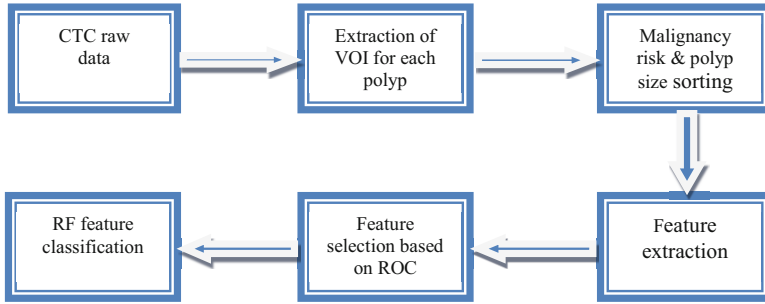 CTC raw
data
Extraction of
VOI for each
polyp
Malignancy
risk & polyp
size sorting
Feature
extraction
Feature
selection based
on ROC
RF feature
classification